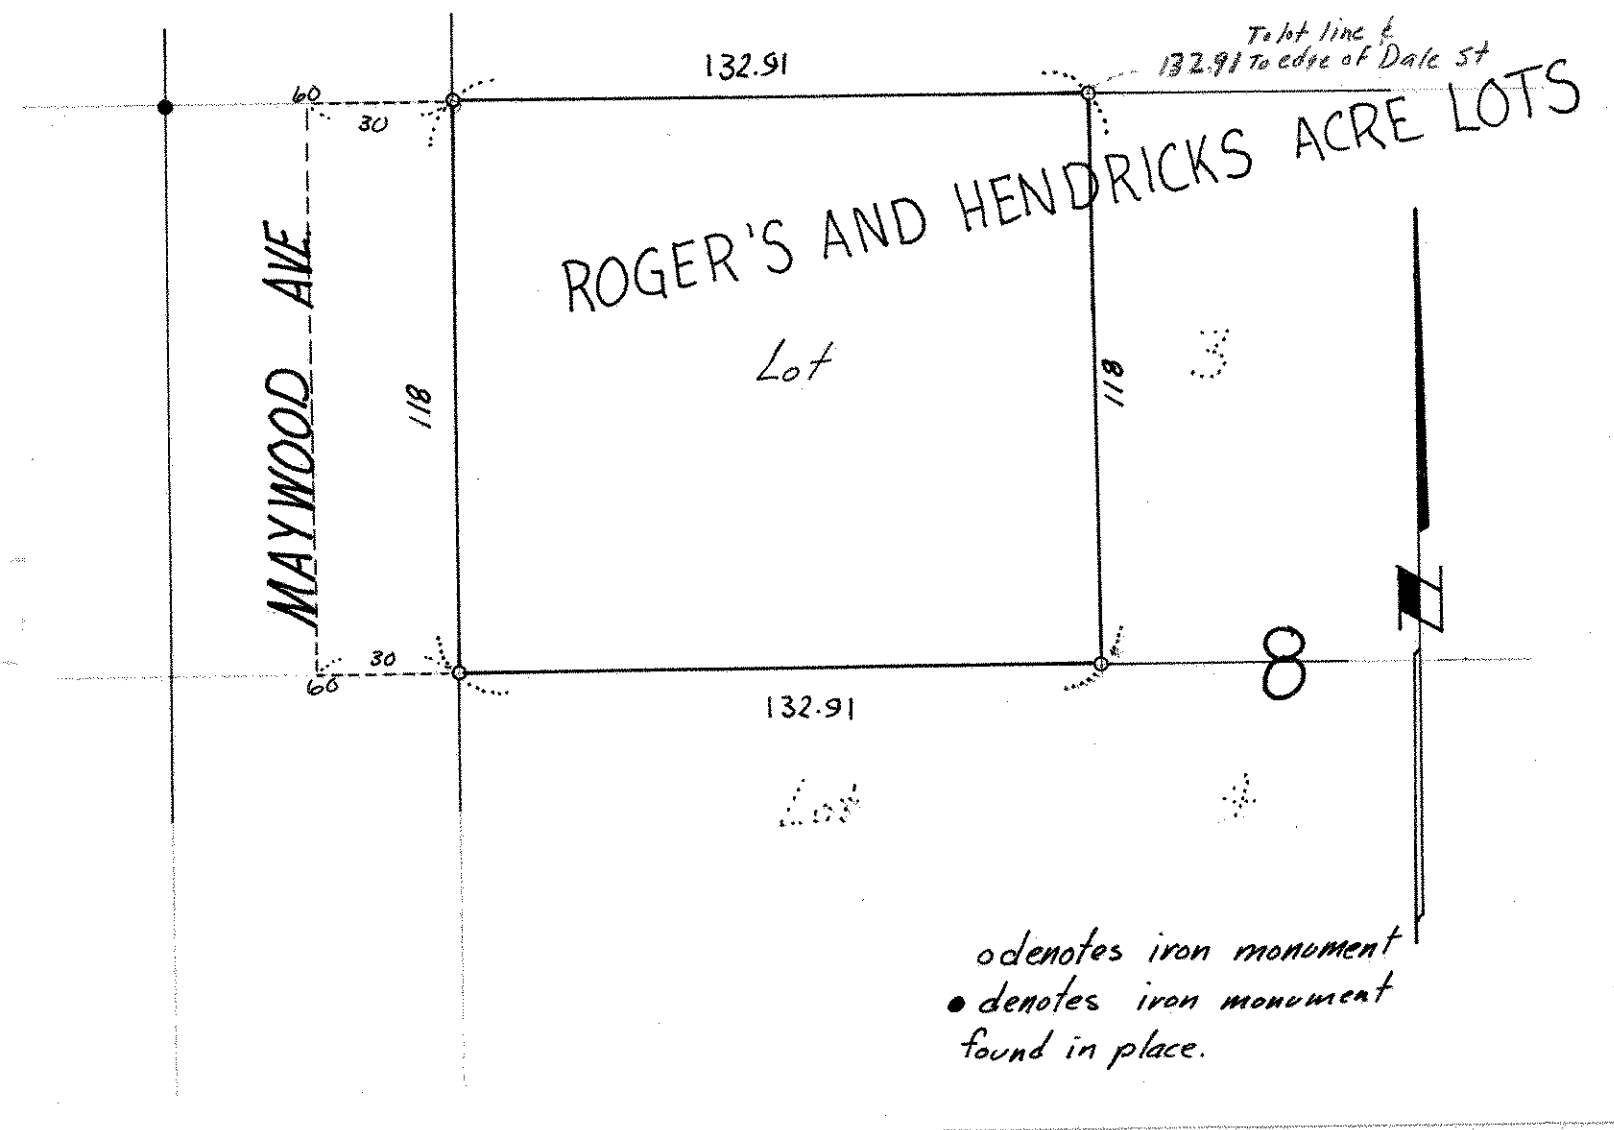 To lot line &
132.91 To edge of Dale St
132.91
60
30
ROGER'S AND HENDRICKS ACRE LOTS
MAYWOOD AVE
Lot
3
118
118
N
30
60
8
132.91
Lot
4
o denotes iron monument
● denotes iron monument
found in place.